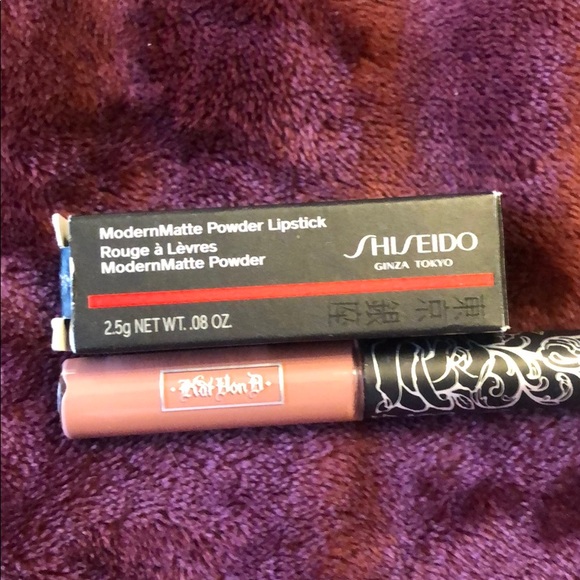 ModernMatte Powder Lipstick
Rouge à Lèvres
ModernMatte Powder
SHISEIDO
GINZA TOKYO
2.5g NET WT. .08 OZ.
東京銀座
Kat Von D